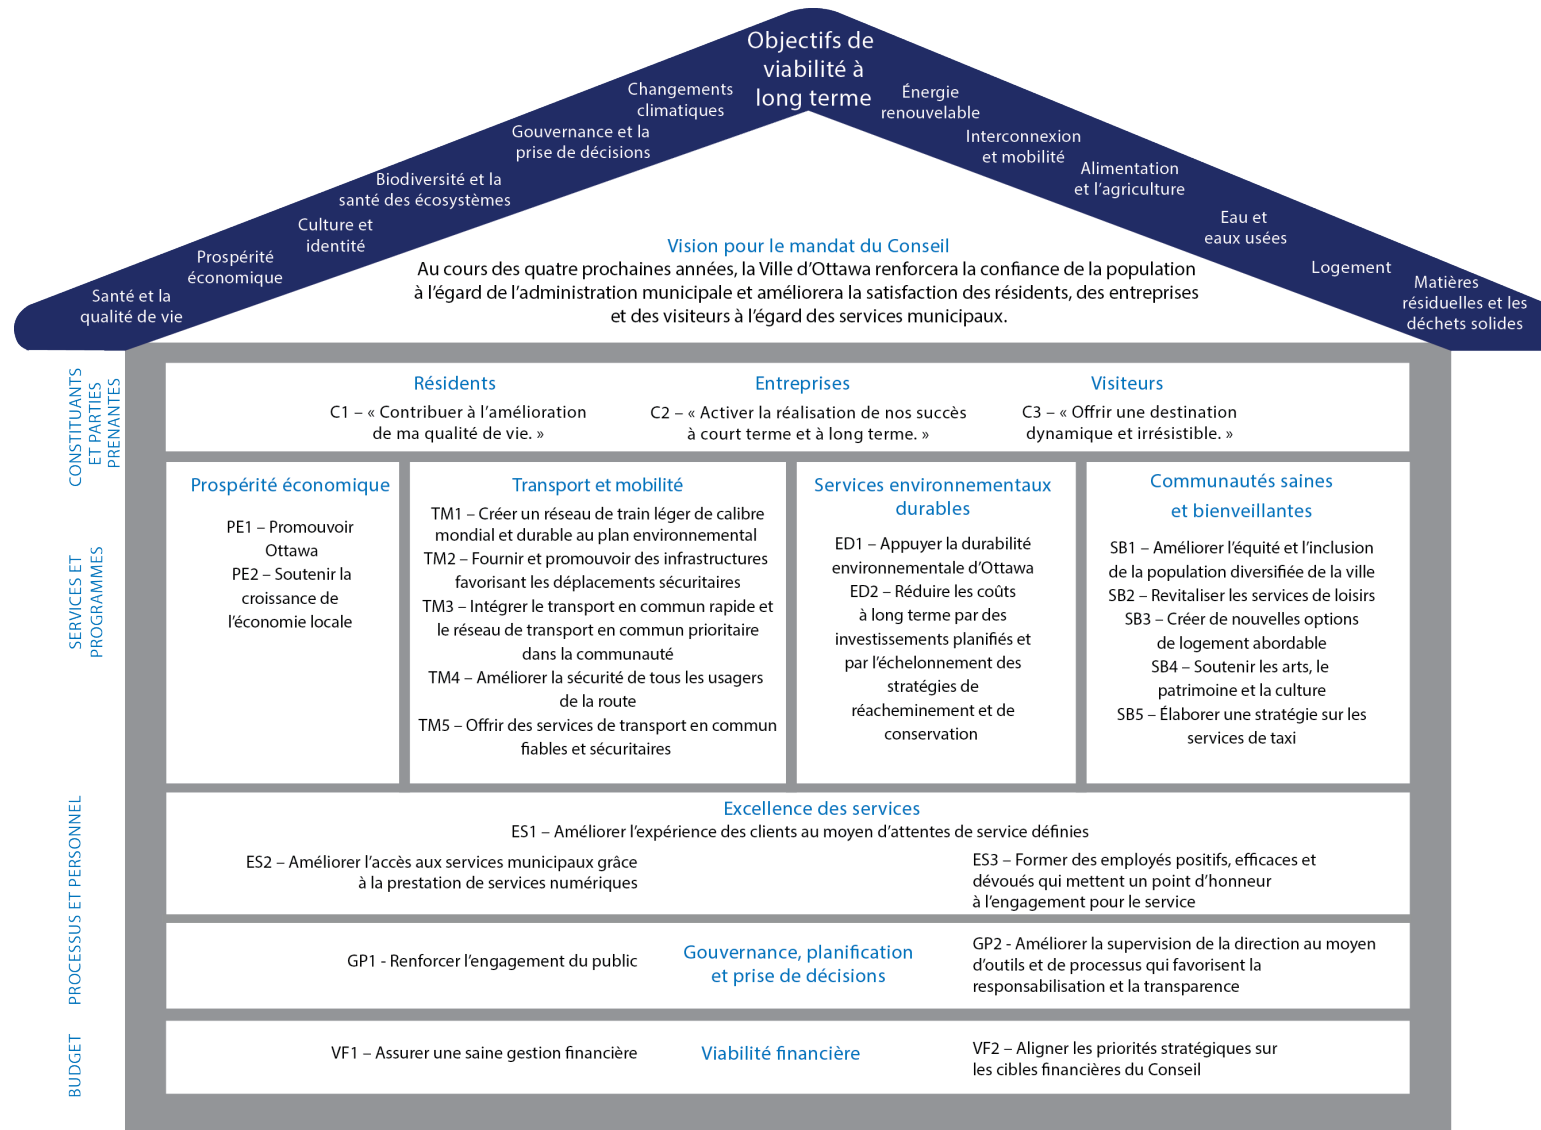 Objectifs de
viabilité à
long terme
Changements
climatiques
Gouvernance et la
prise de décisions
Biodiversité et la
santé des écosystèmes
Culture et
identité
Prospérité
économique
Santé et la
qualité de vie
Énergie
renouvelable
Interconnexion
et mobilité
Alimentation
et l’agriculture
Eau et
eaux usées
Logement
Matières
résiduelles et les
déchets solides
Vision pour le mandat du Conseil
Au cours des quatre prochaines années, la Ville d’Ottawa renforcera la confiance de la population
à l’égard de l’administration municipale et améliorera la satisfaction des résidents, des entreprises
et des visiteurs à l’égard des services municipaux.
CONSTITUANTS
ET PARTIES
PRENANTES
Résidents
C1 – « Contribuer à l’amélioration
de ma qualité de vie. »
Entreprises
C2 – « Activer la réalisation de nos succès
à court terme et à long terme. »
Visiteurs
C3 – « Offrir une destination
dynamique et irrésistible. »
SERVICES ET
PROGRAMMES
Prospérité économique
PE1 – Promouvoir
Ottawa
PE2 – Soutenir la
croissance de
l’économie locale
Transport et mobilité
TM1 – Créer un réseau de train léger de calibre
mondial et durable au plan environnemental
TM2 – Fournir et promouvoir des infrastructures
favorisant les déplacements sécuritaires
TM3 – Intégrer le transport en commun rapide et
le réseau de transport en commun prioritaire
dans la communauté
TM4 – Améliorer la sécurité de tous les usagers
de la route
TM5 – Offrir des services de transport en commun
fiables et sécuritaires
Services environnementaux
durables
ED1 – Appuyer la durabilité
environnementale d’Ottawa
ED2 – Réduire les coûts
à long terme par des
investissements planifiés et
par l’échelonnement des
stratégies de
réacheminement et de
conservation
Communautés saines
et bienveillantes
SB1 – Améliorer l’équité et l’inclusion
de la population diversifiée de la ville
SB2 – Revitaliser les services de loisirs
SB3 – Créer de nouvelles options
de logement abordable
SB4 – Soutenir les arts, le
patrimoine et la culture
SB5 – Élaborer une stratégie sur les
services de taxi
PROCESSUS ET PERSONNEL
Excellence des services
ES1 – Améliorer l’expérience des clients au moyen d’attentes de service définies
ES2 – Améliorer l’accès aux services municipaux grâce
à la prestation de services numériques
ES3 – Former des employés positifs, efficaces et
dévoués qui mettent un point d’honneur
à l’engagement pour le service
GP1 - Renforcer l’engagement du public
Gouvernance, planification
et prise de décisions
GP2 - Améliorer la supervision de la direction au moyen
d’outils et de processus qui favorisent la
responsabilisation et la transparence
BUDGET
VF1 – Assurer une saine gestion financière
Viabilité financière
VF2 – Aligner les priorités stratégiques sur
les cibles financières du Conseil